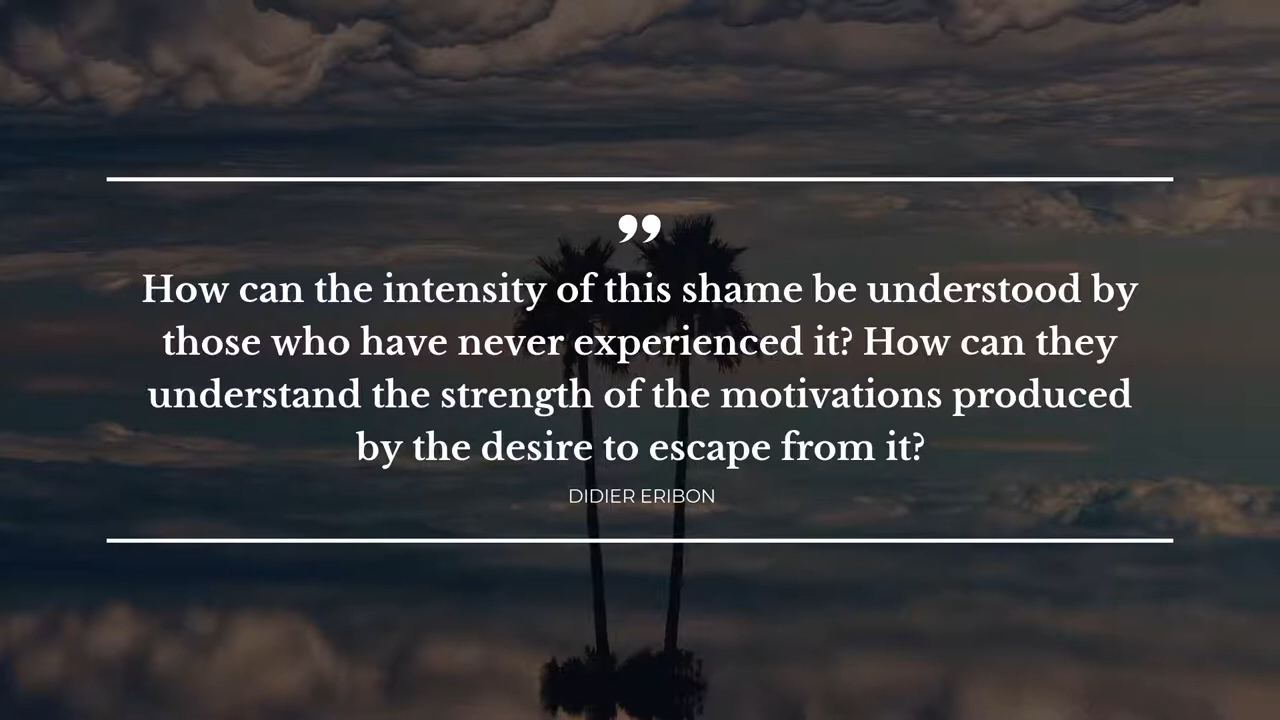 ”
How can the intensity of this shame be understood by
those who have never experienced it? How can they
understand the strength of the motivations produced
by the desire to escape from it?
DIDIER ERIBON